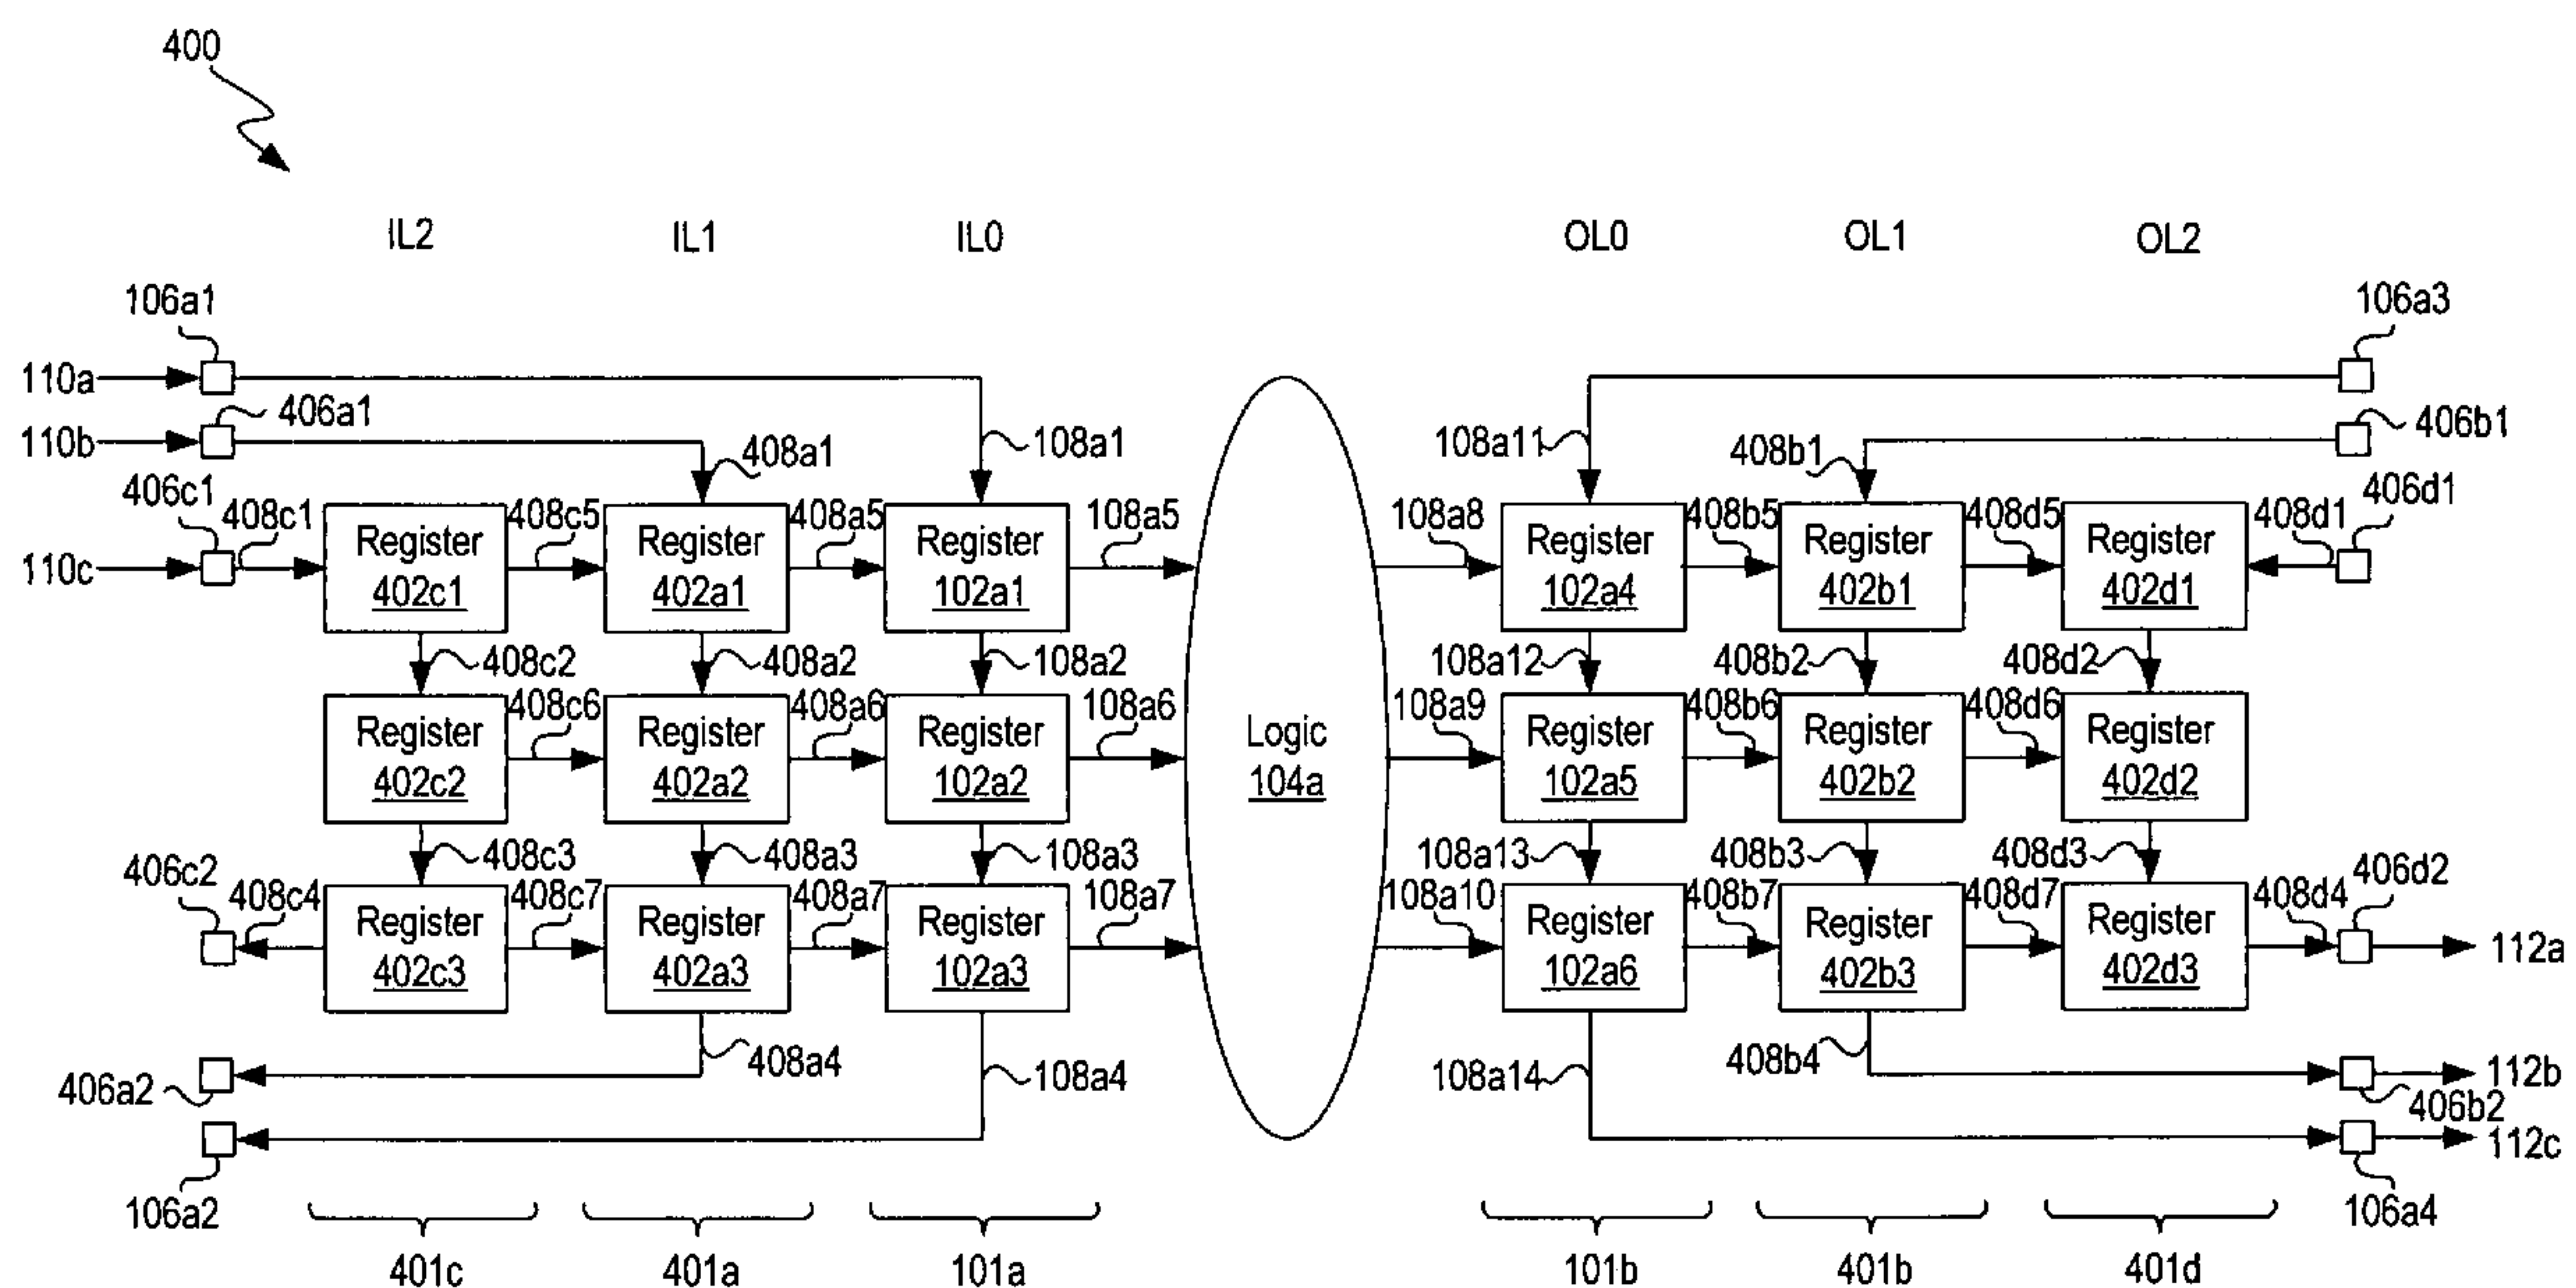 400
IL2 IL1 IL0 OL0 OL1 OL2
106a1 106a3
110a
406a1 406b1
110b 408a1 108a1 108a11 408b1
406c1 408c1 408c5 408a5 108a5 108a8 408b5 408d5 408d1 406d1
110c
Register 402c1
Register 402a1
Register 102a1
Register 102a4
Register 402b1
Register 402d1
408c2 408a2 108a2 108a12 408b2 408d2
408c6 408a6 108a6 108a9 408b6 408d6
Register 402c2
Register 402a2
Register 102a2
Logic 104a
Register 102a5
Register 402b2
Register 402d2
408c3 408a3 108a3 108a13 408b3 408d3
406c2 408c4 408c7 408a7 108a7 108a10 408b7 408d7 408d4 406d2
Register 402c3
Register 402a3
Register 102a3
Register 102a6
Register 402b3
Register 402d3
112a
406a2 408a4 108a4 108a14 408b4 112b
406b2
112c
106a2 106a4
401c 401a 101a 101b 401b 401d